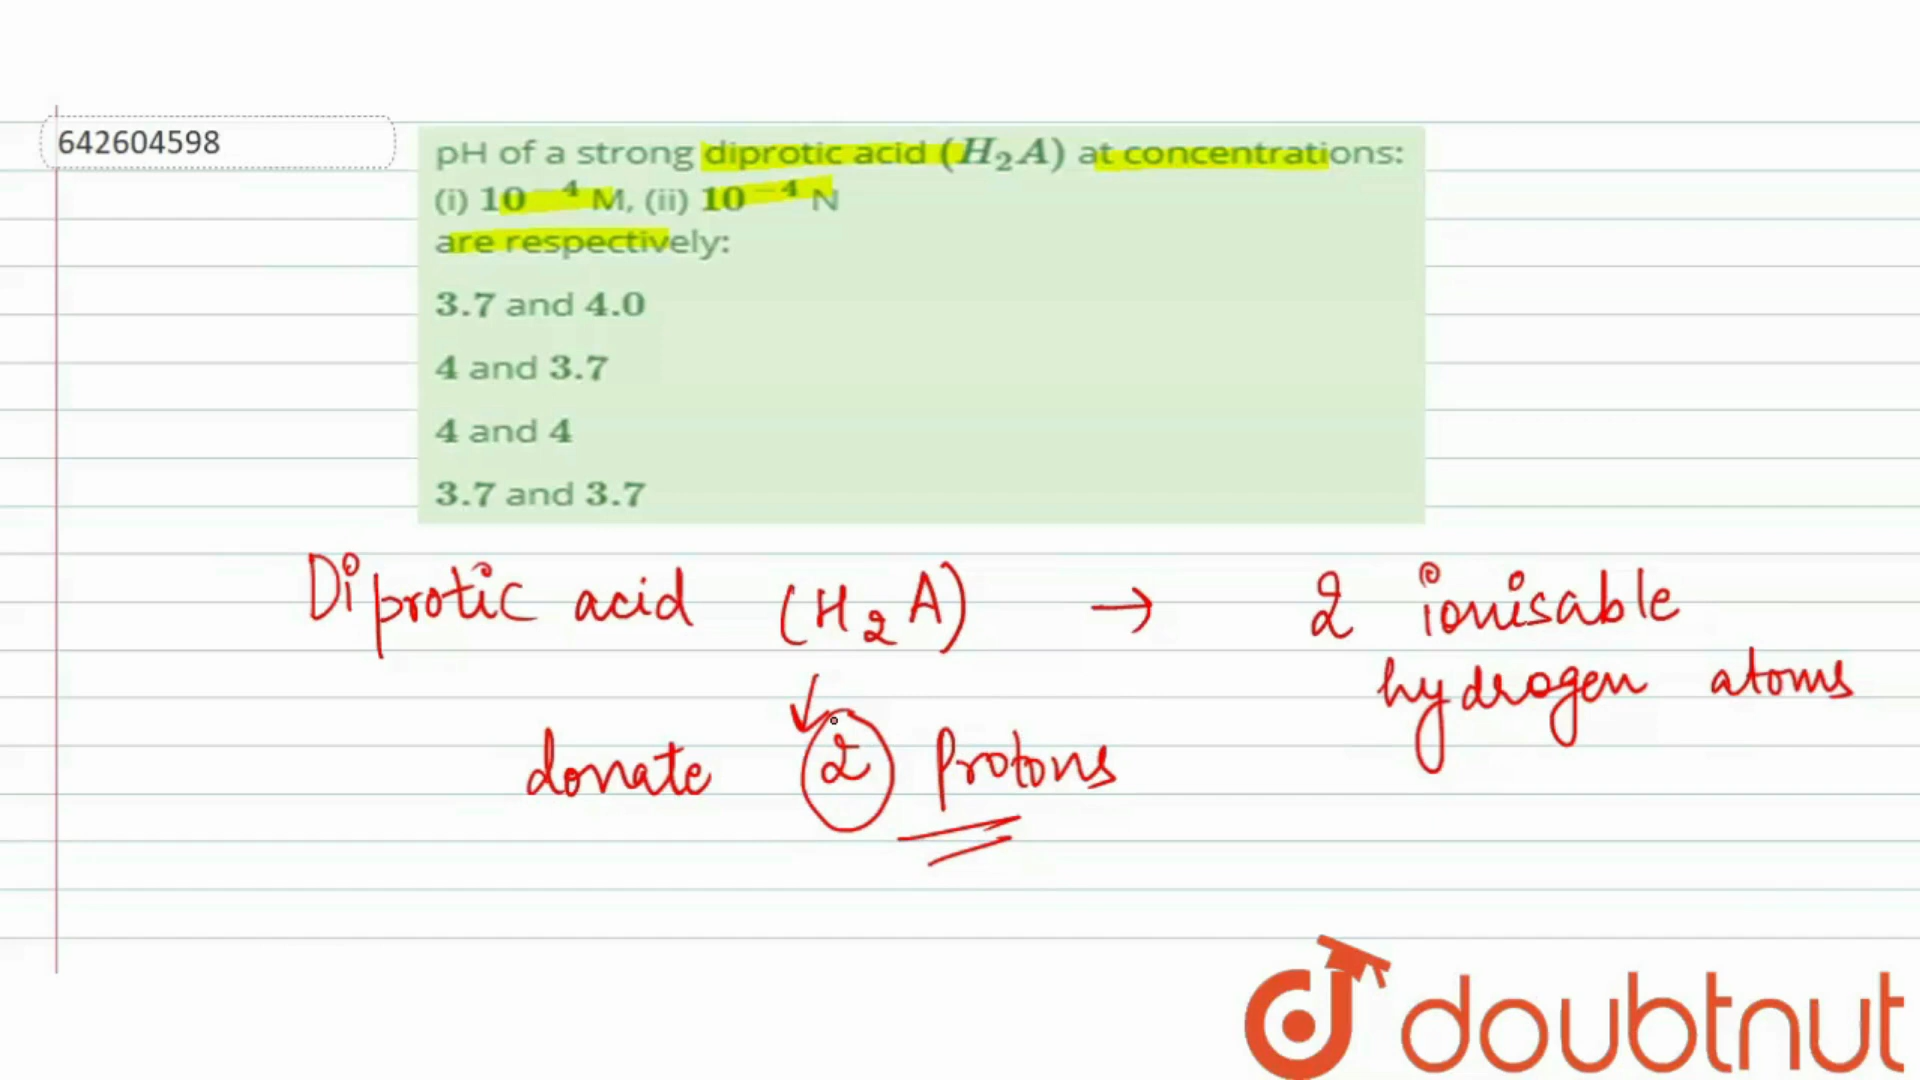 642604598
pH of a strong diprotic acid (H₂A) at concentrations:
(i) 10⁻⁴ M, (ii) 10⁻⁴ N
are respectively:
3.7 and 4.0
4 and 3.7
4 and 4
3.7 and 3.7
Diprotic acid (H₂A) → 2 ionisable
hydrogen atoms
donate 2 Protons
doubtnut